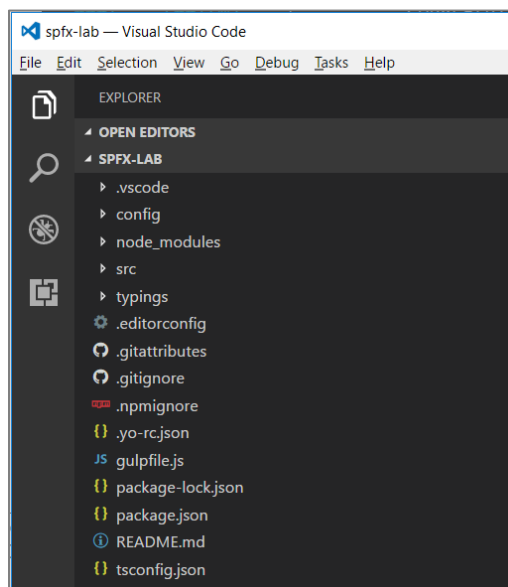 spfx-lab — Visual Studio Code
File Edit Selection View Go Debug Tasks Help
EXPLORER
OPEN EDITORS
SPFX-LAB
.vscode
config
node_modules
src
typings
.editorconfig
.gitattributes
.gitignore
npm .npmignore
{} .yo-rc.json
JS gulpfile.js
{} package-lock.json
{} package.json
README.md
{} tsconfig.json